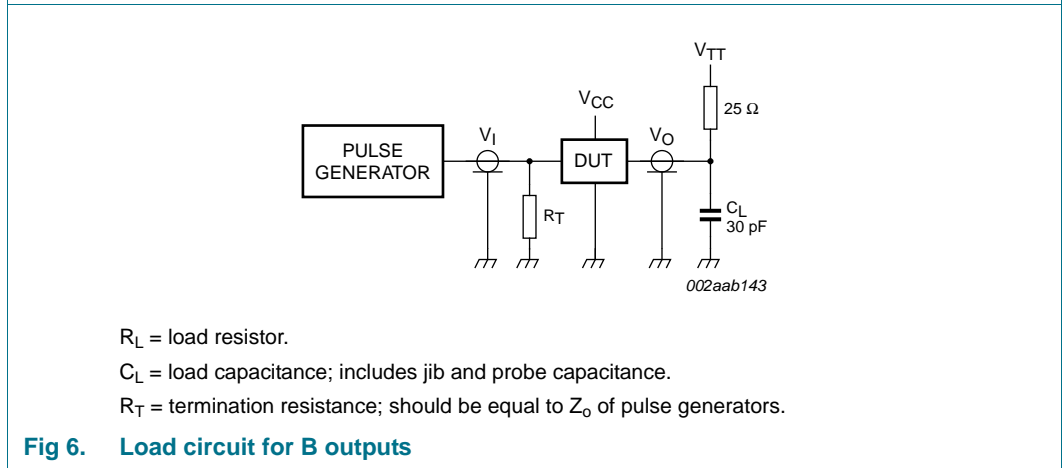 V_TT
25 Ω
V_CC
V_I
V_O
PULSE
GENERATOR
DUT
R_T
C_L
30 pF
002aab143
R_L = load resistor.
C_L = load capacitance; includes jib and probe capacitance.
R_T = termination resistance; should be equal to Z_o of pulse generators.
Fig 6. Load circuit for B outputs